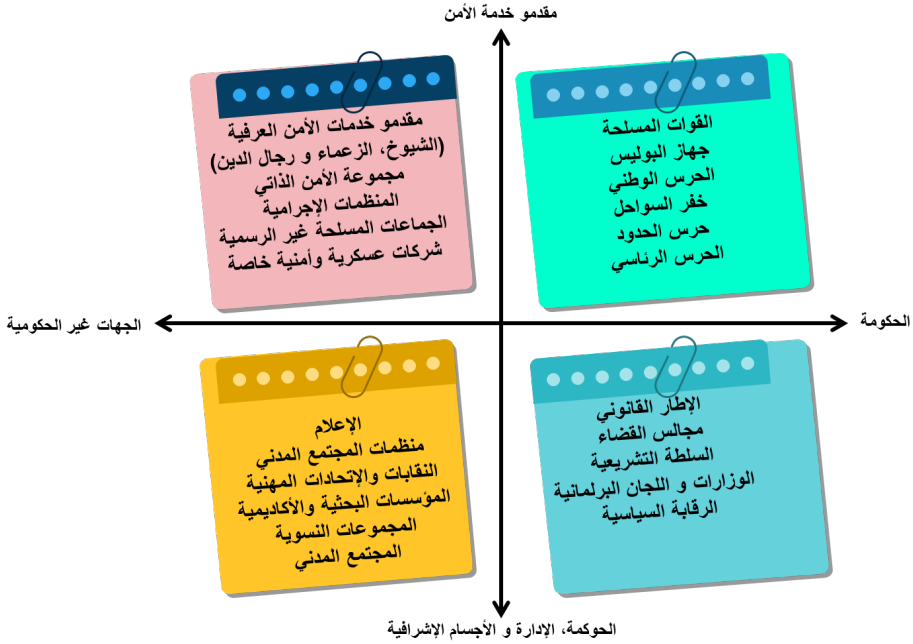 مقدمو خدمة الأمن
القوات المسلحة
جهاز البوليس
الحرس الوطني
خفر السواحل
حرس الحدود
الحرس الرئاسي
مقدمو خدمات الأمن العرفية
(الشيوخ، الزعماء و رجال الدين)
مجموعة الأمن الذاتي
المنظمات الإجرامية
الجماعات المسلحة غير الرسمية
شركات عسكرية وأمنية خاصة
الحكومة
الجهات غير الحكومية
الإطار القانوني
مجالس القضاء
السلطة التشريعية
الوزارات و اللجان البرلمانية
الرقابة السياسية
الإعلام
منظمات المجتمع المدني
النقابات والإتحادات المهنية
المؤسسات البحثية والأكاديمية
المجموعات النسوية
المجتمع المدني
الحوكمة، الإدارة و الأجسام الإشرافية